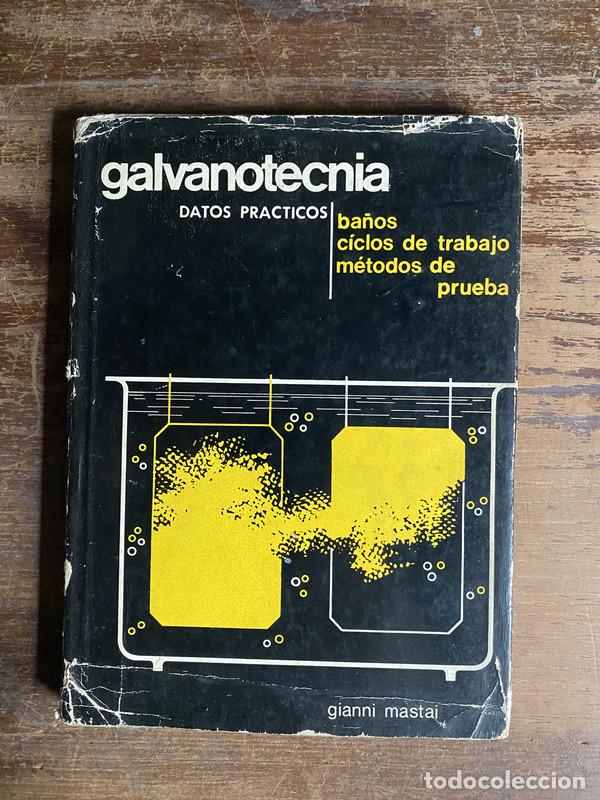 galvanotecnia
DATOS PRACTICOS
baños
cíclos de trabajo
métodos de
prueba
gianni mastai
todocoleccion